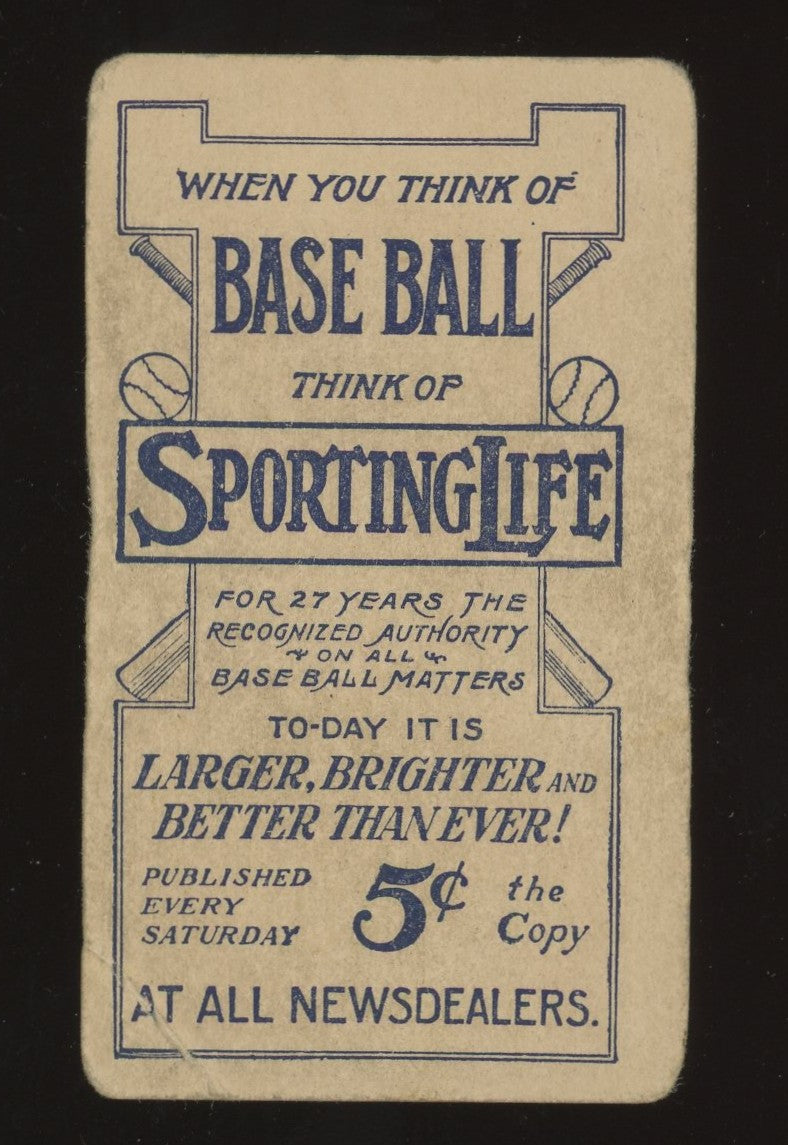 WHEN YOU THINK OF
BASE BALL
THINK OF
SPORTING LIFE
FOR 27 YEARS THE
RECOGNIZED AUTHORITY
ON ALL
BASE BALL MATTERS
TO-DAY IT IS
LARGER, BRIGHTER AND
BETTER THAN EVER!
PUBLISHED
EVERY
SATURDAY
5¢
the
Copy
AT ALL NEWSDEALERS.